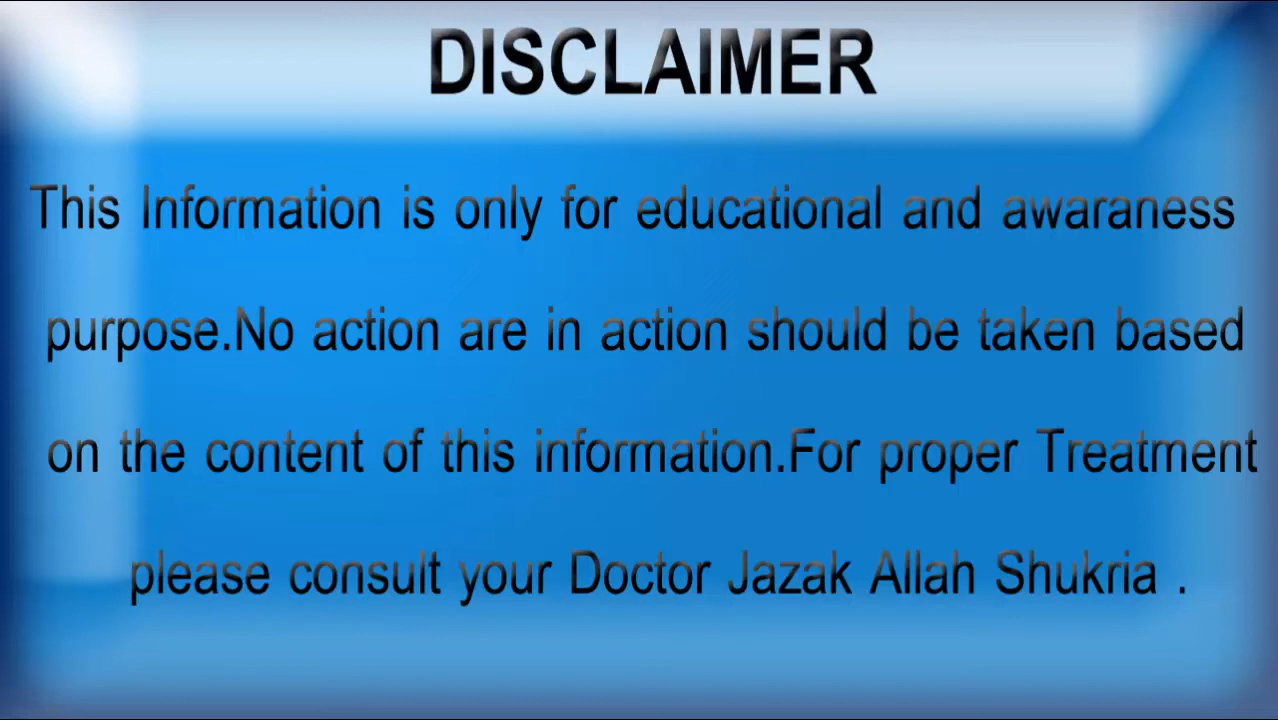 DISCLAIMER
This Information is only for educational and awaraness
purpose.No action are in action should be taken based
on the content of this information.For proper Treatment
please consult your Doctor Jazak Allah Shukria .